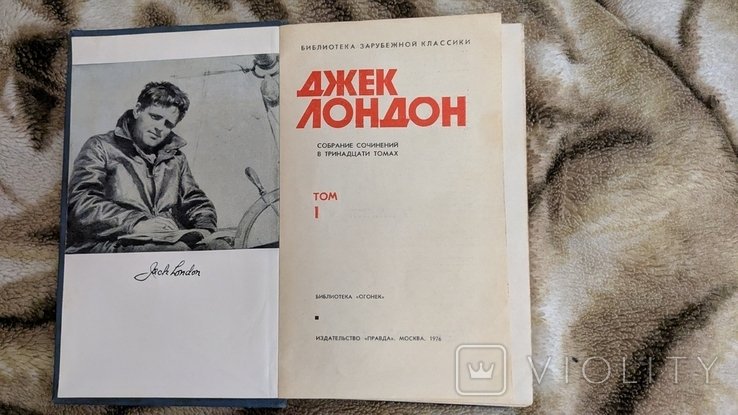 Jack London
БИБЛИОТЕКА ЗАРУБЕЖНОЙ КЛАССИКИ
ДЖЕК
ЛОНДОН
СОБРАНИЕ СОЧИНЕНИЙ
В ТРИНАДЦАТИ ТОМАХ
ТОМ
1
БИБЛИОТЕКА «ОГОНЕК»
ИЗДАТЕЛЬСТВО «ПРАВДА». МОСКВА. 1976
VIOLITY